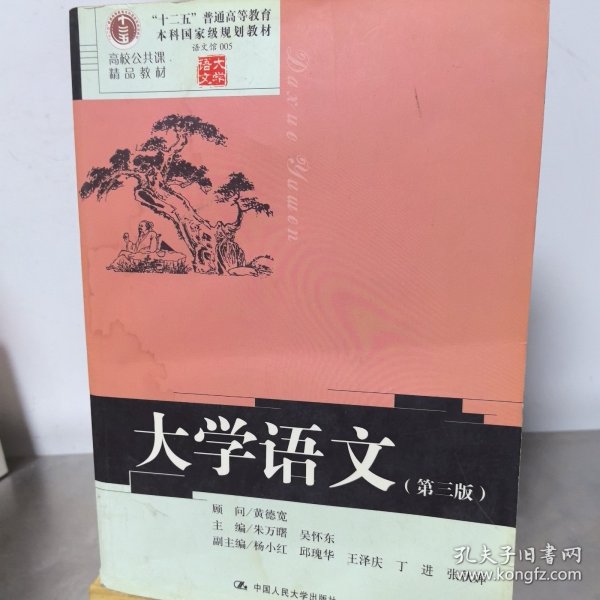 十二五
“十二五”普通高等教育
本科国家级规划教材
语文馆 005
高校公共课
精品教材
大学
语文
Daxue Yuwen
大学语文(第三版)
顾 问/黄德宽
主 编/朱万曙 吴怀东
副主编/杨小红 邱瑰华 王泽庆 丁 进 张
中国人民大学出版社
孔夫子旧书网
kongfz.com